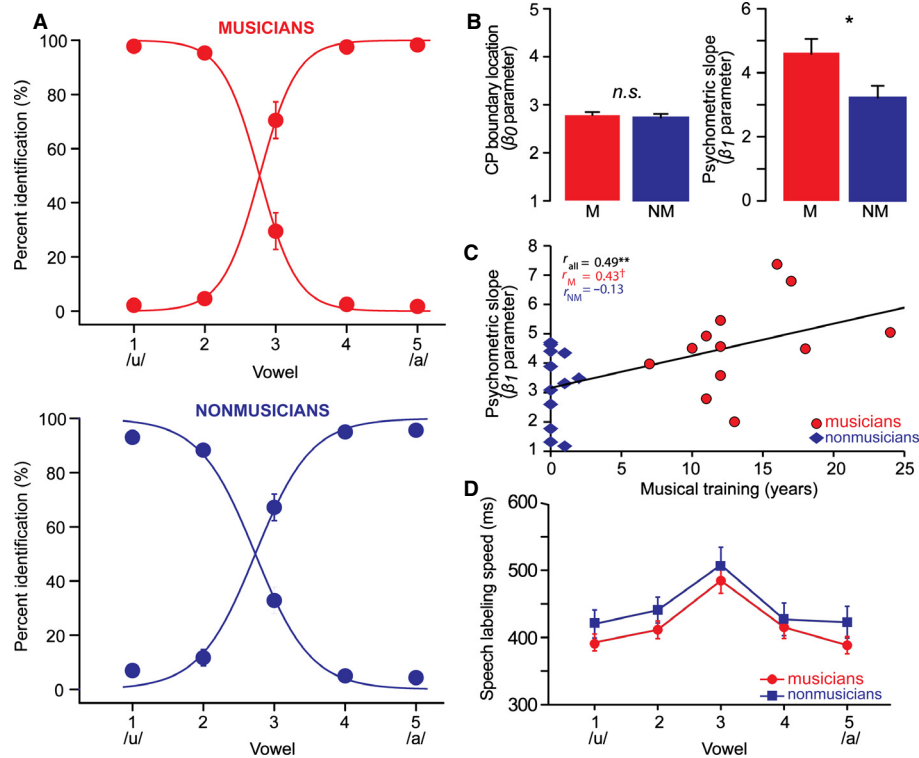 A
MUSICIANS
Percent identification (%)
100
80
60
40
20
0
1 2 3 4 5
/u/ /a/
Vowel
NONMUSICIANS
Percent identification (%)
100
80
60
40
20
0
1 2 3 4 5
/u/ /a/
Vowel
B
CP boundary location
(β0 parameter)
5
4
3
2
1
n.s.
M NM
Psychometric slope
(β1 parameter)
6
4
2
0
*
M NM
C
Psychometric slope
(β1 parameter)
8
7
6
5
4
3
2
1
r all = 0.49**
r M = 0.43†
r NM = –0.13
musicians
nonmusicians
0 5 10 15 20 25
Musical training (years)
D
Speech labeling speed (ms)
600
500
400
300
musicians
nonmusicians
1 2 3 4 5
/u/ /a/
Vowel